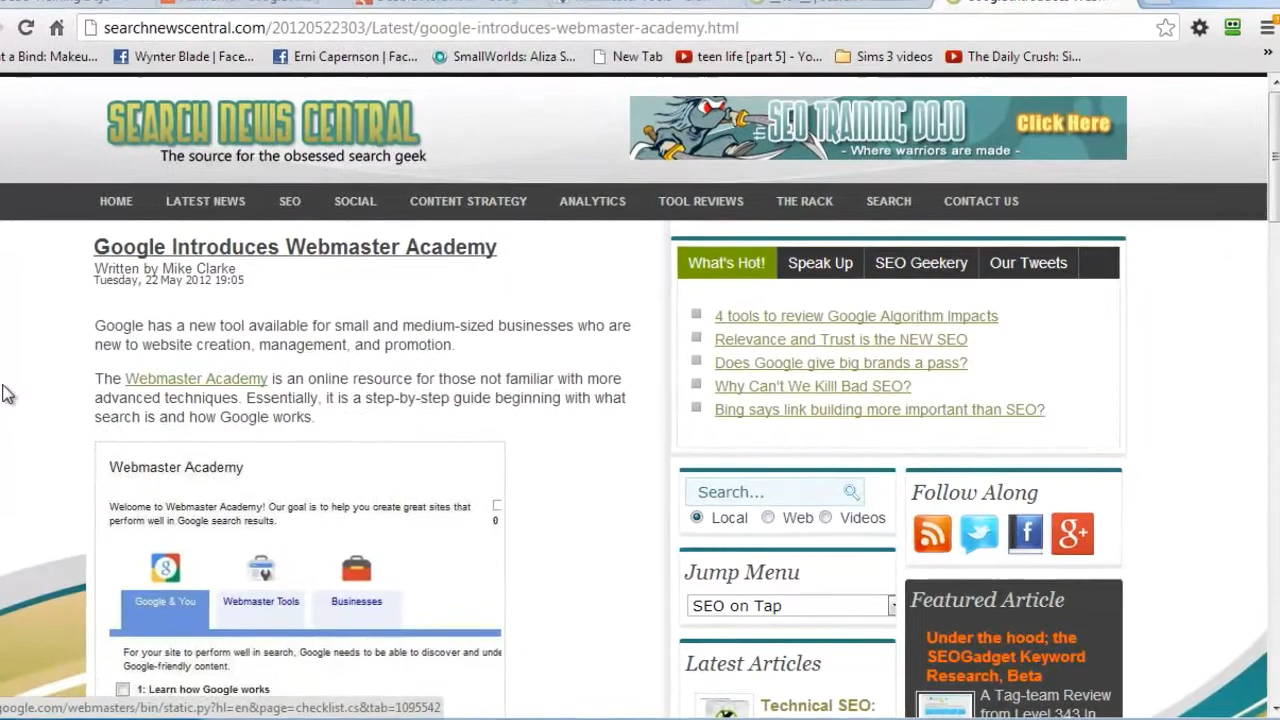 searchnewscentral.com/20120522303/Latest/google-introduces-webmaster-academy.html
t a Bind: Makeu... Wynter Blade | Face... Erni Capernson | Fac... SmallWorlds: Aliza S... New Tab teen life [part 5] - Yo... Sims 3 videos The Daily Crush: Si... »
SEARCH NEWS CENTRAL
The source for the obsessed search geek
the SEO TRAINING DOJO
- Where warriors are made -
Click Here
HOME LATEST NEWS SEO SOCIAL CONTENT STRATEGY ANALYTICS TOOL REVIEWS THE RACK SEARCH CONTACT US
Google Introduces Webmaster Academy
Written by Mike Clarke
Tuesday, 22 May 2012 19:05
Google has a new tool available for small and medium-sized businesses who are
new to website creation, management, and promotion.
The Webmaster Academy is an online resource for those not familiar with more
advanced techniques. Essentially, it is a step-by-step guide beginning with what
search is and how Google works.
Webmaster Academy
Welcome to Webmaster Academy! Our goal is to help you create great sites that
perform well in Google search results.
0
Google & You Webmaster Tools Businesses
For your site to perform well in search, Google needs to be able to discover and unde
Google-friendly content.
1: Learn how Google works
google.com/webmasters/bin/static.py?hl=en&page=checklist.cs&tab=1095542
What's Hot! Speak Up SEO Geekery Our Tweets
4 tools to review Google Algorithm Impacts
Relevance and Trust is the NEW SEO
Does Google give big brands a pass?
Why Can't We Killl Bad SEO?
Bing says link building more important than SEO?
Search...
Local Web Videos
Jump Menu
SEO on Tap
Latest Articles
Technical SEO:
Follow Along
f
g+
Featured Article
Under the hood; the
SEOGadget Keyword
Research, Beta
A Tag-team Review
from Level 343 In